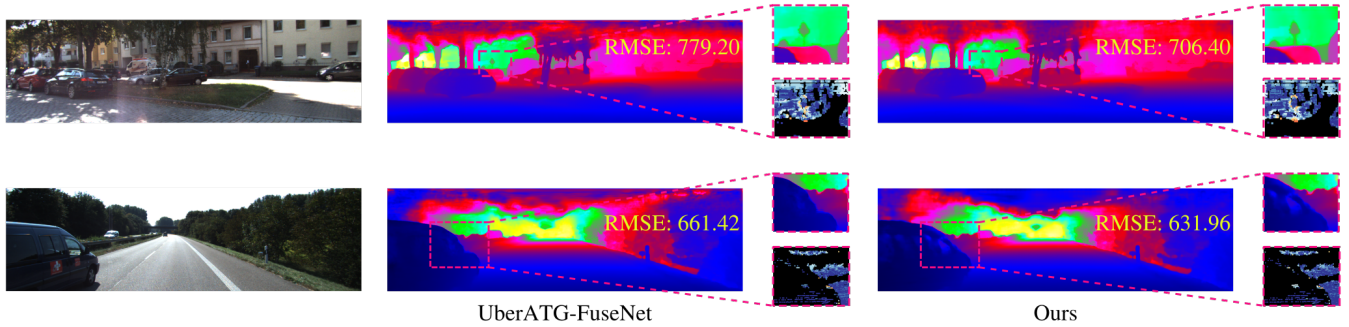 RMSE: 779.20
RMSE: 706.40
RMSE: 661.42
RMSE: 631.96
UberATG-FuseNet
Ours